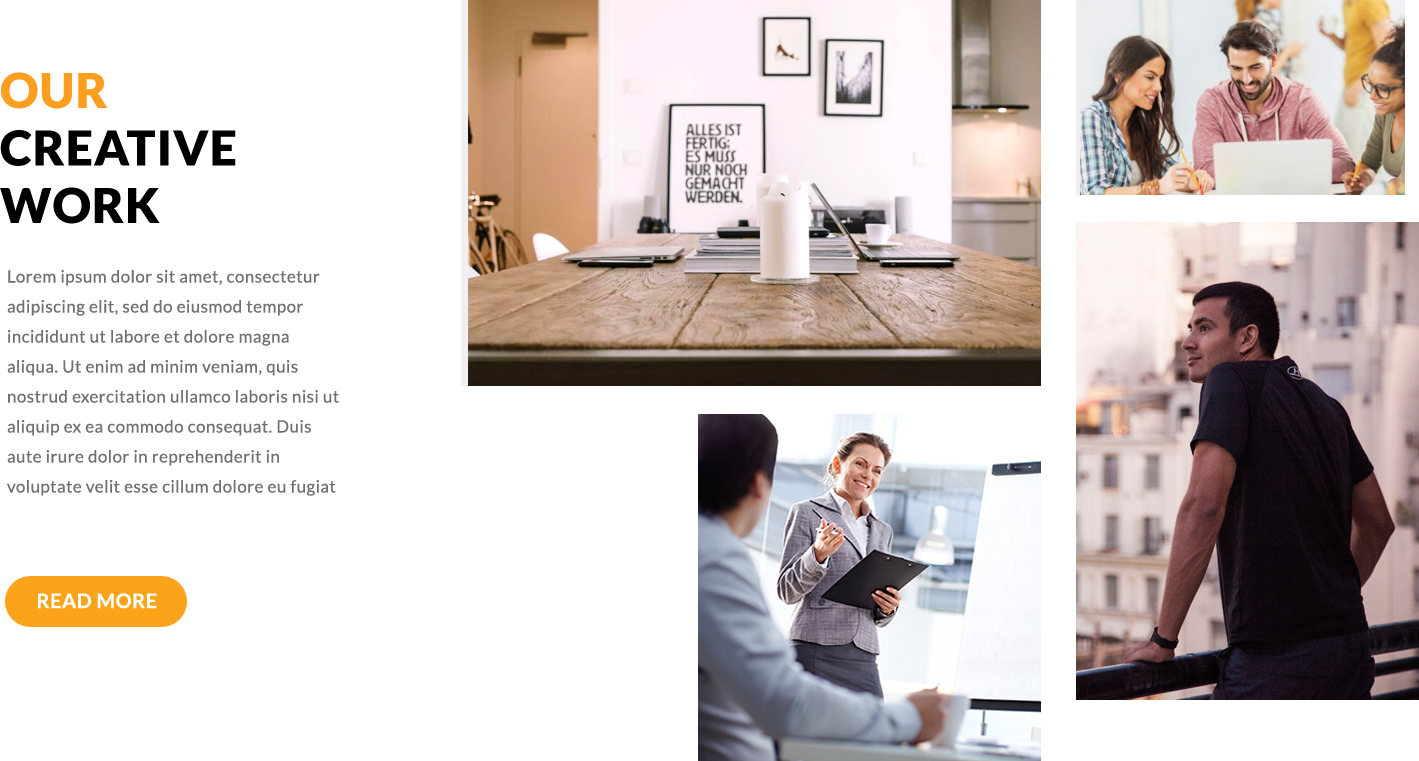 OUR
CREATIVE
WORK
Lorem ipsum dolor sit amet, consectetur
adipiscing elit, sed do eiusmod tempor
incididunt ut labore et dolore magna
aliqua. Ut enim ad minim veniam, quis
nostrud exercitation ullamco laboris nisi ut
aliquip ex ea commodo consequat. Duis
aute irure dolor in reprehenderit in
voluptate velit esse cillum dolore eu fugiat
READ MORE
ALLES IST
FERTIG:
ES MUSS
NUR NOCH
GEMACHT
WERDEN.